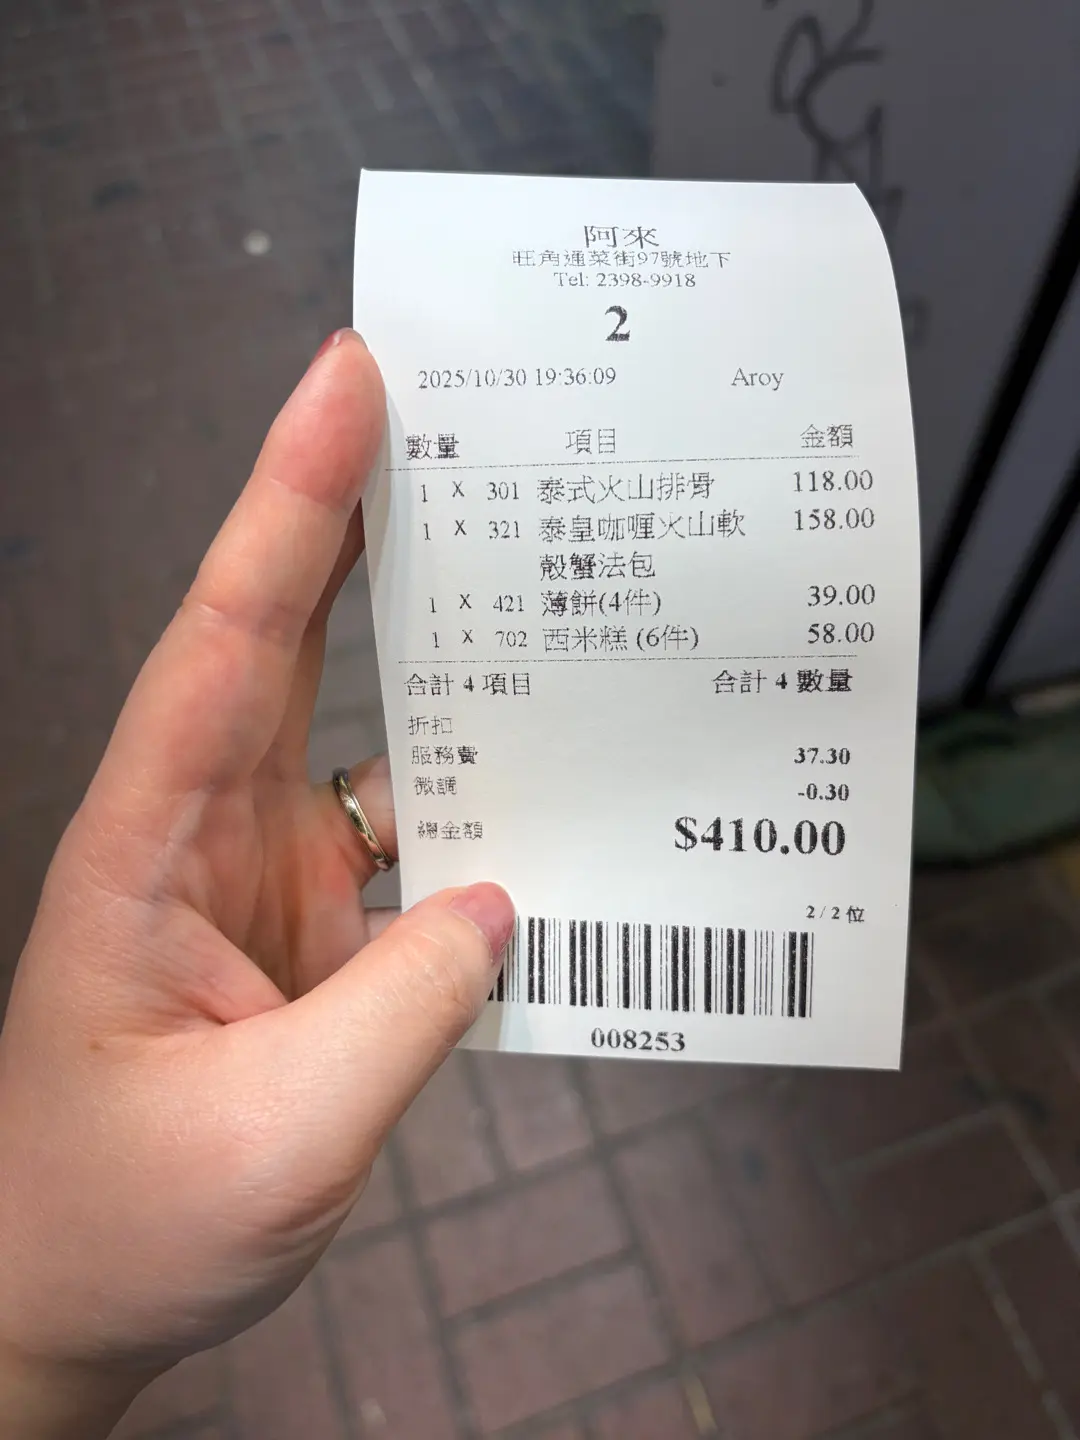 阿來
旺角通菜街97號地下
Tel: 2398-9918
2
2025/10/30 19:36:09 Aroy
數量 項目 金額
1 X 301 泰式火山排骨 118.00
1 X 321 泰皇咖喱火山軟 158.00
殼蟹法包
1 X 421 薄餅(4件) 39.00
1 X 702 西米糕 (6件) 58.00
合計 4 項目 合計 4 數量
折扣
服務費 37.30
微調 -0.30
總金額 $410.00
2 / 2 位
008253